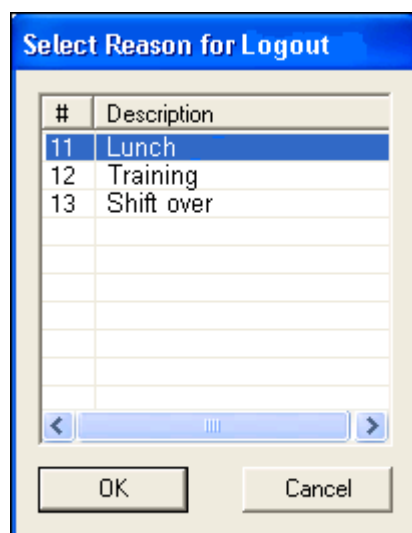 Select Reason for Logout
# Description
11 Lunch
12 Training
13 Shift over
OK Cancel